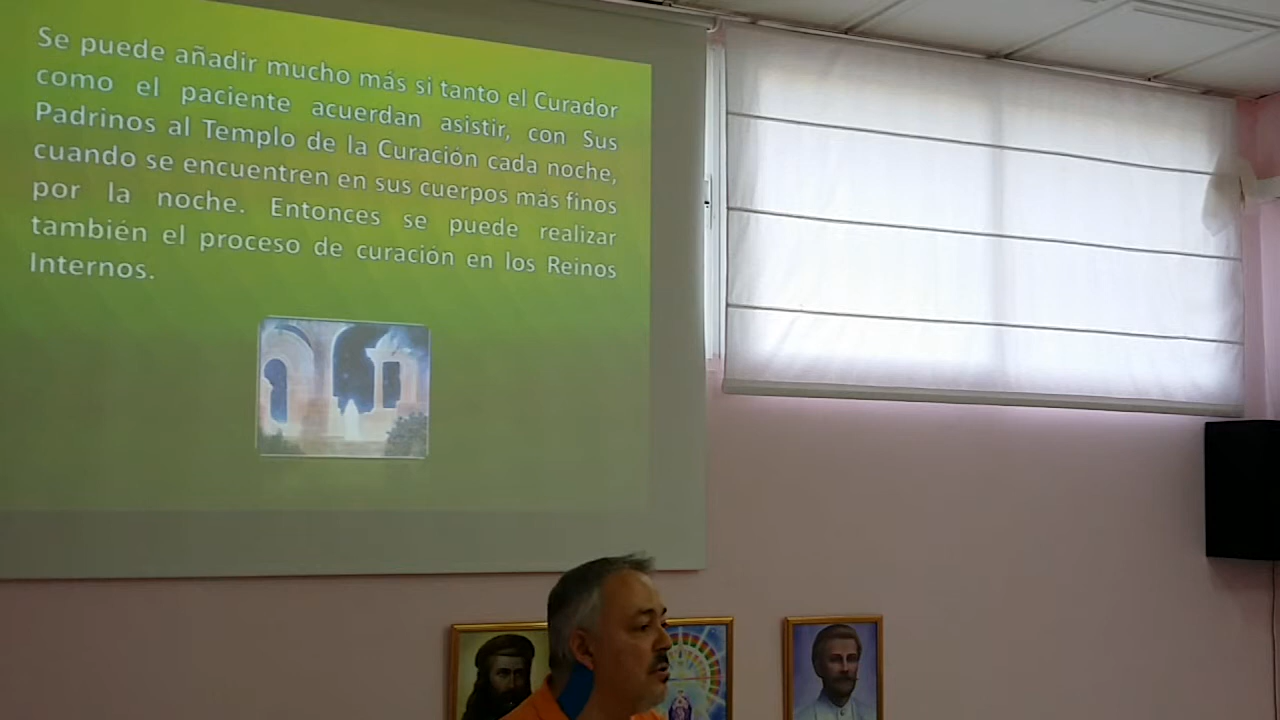 Se puede añadir mucho más si tanto el Curador
como el paciente acuerdan asistir, con Sus
Padrinos al Templo de la Curación cada noche,
cuando se encuentren en sus cuerpos más finos
por la noche. Entonces se puede realizar
también el proceso de curación en los Reinos
Internos.